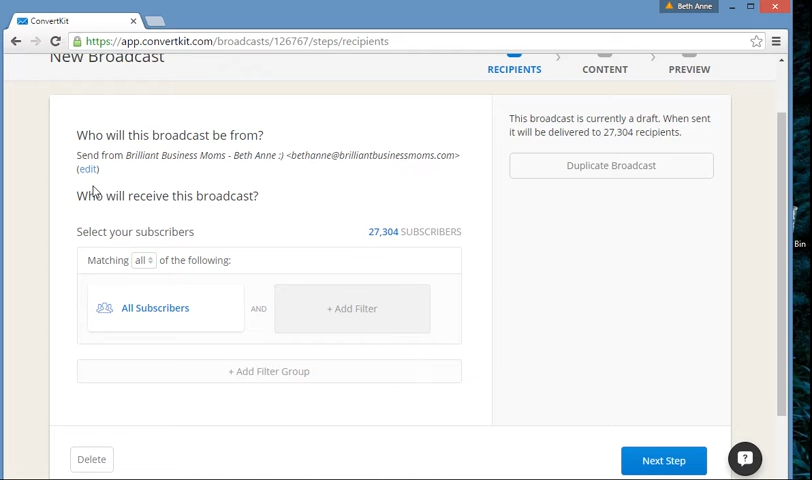 Beth Anne
ConvertKit
https://app.convertkit.com/broadcasts/126767/steps/recipients
New Broadcast
RECIPIENTS
CONTENT
PREVIEW
Who will this broadcast be from?
Send from Brilliant Business Moms - Beth Anne :) <bethanne@brilliantbusinessmoms.com>
(edit)
Who will receive this broadcast?
Select your subscribers
27,304 SUBSCRIBERS
Matching all of the following:
All Subscribers
AND
+ Add Filter
+ Add Filter Group
Delete
Next Step
This broadcast is currently a draft. When sent
it will be delivered to 27,304 recipients.
Duplicate Broadcast
Bin